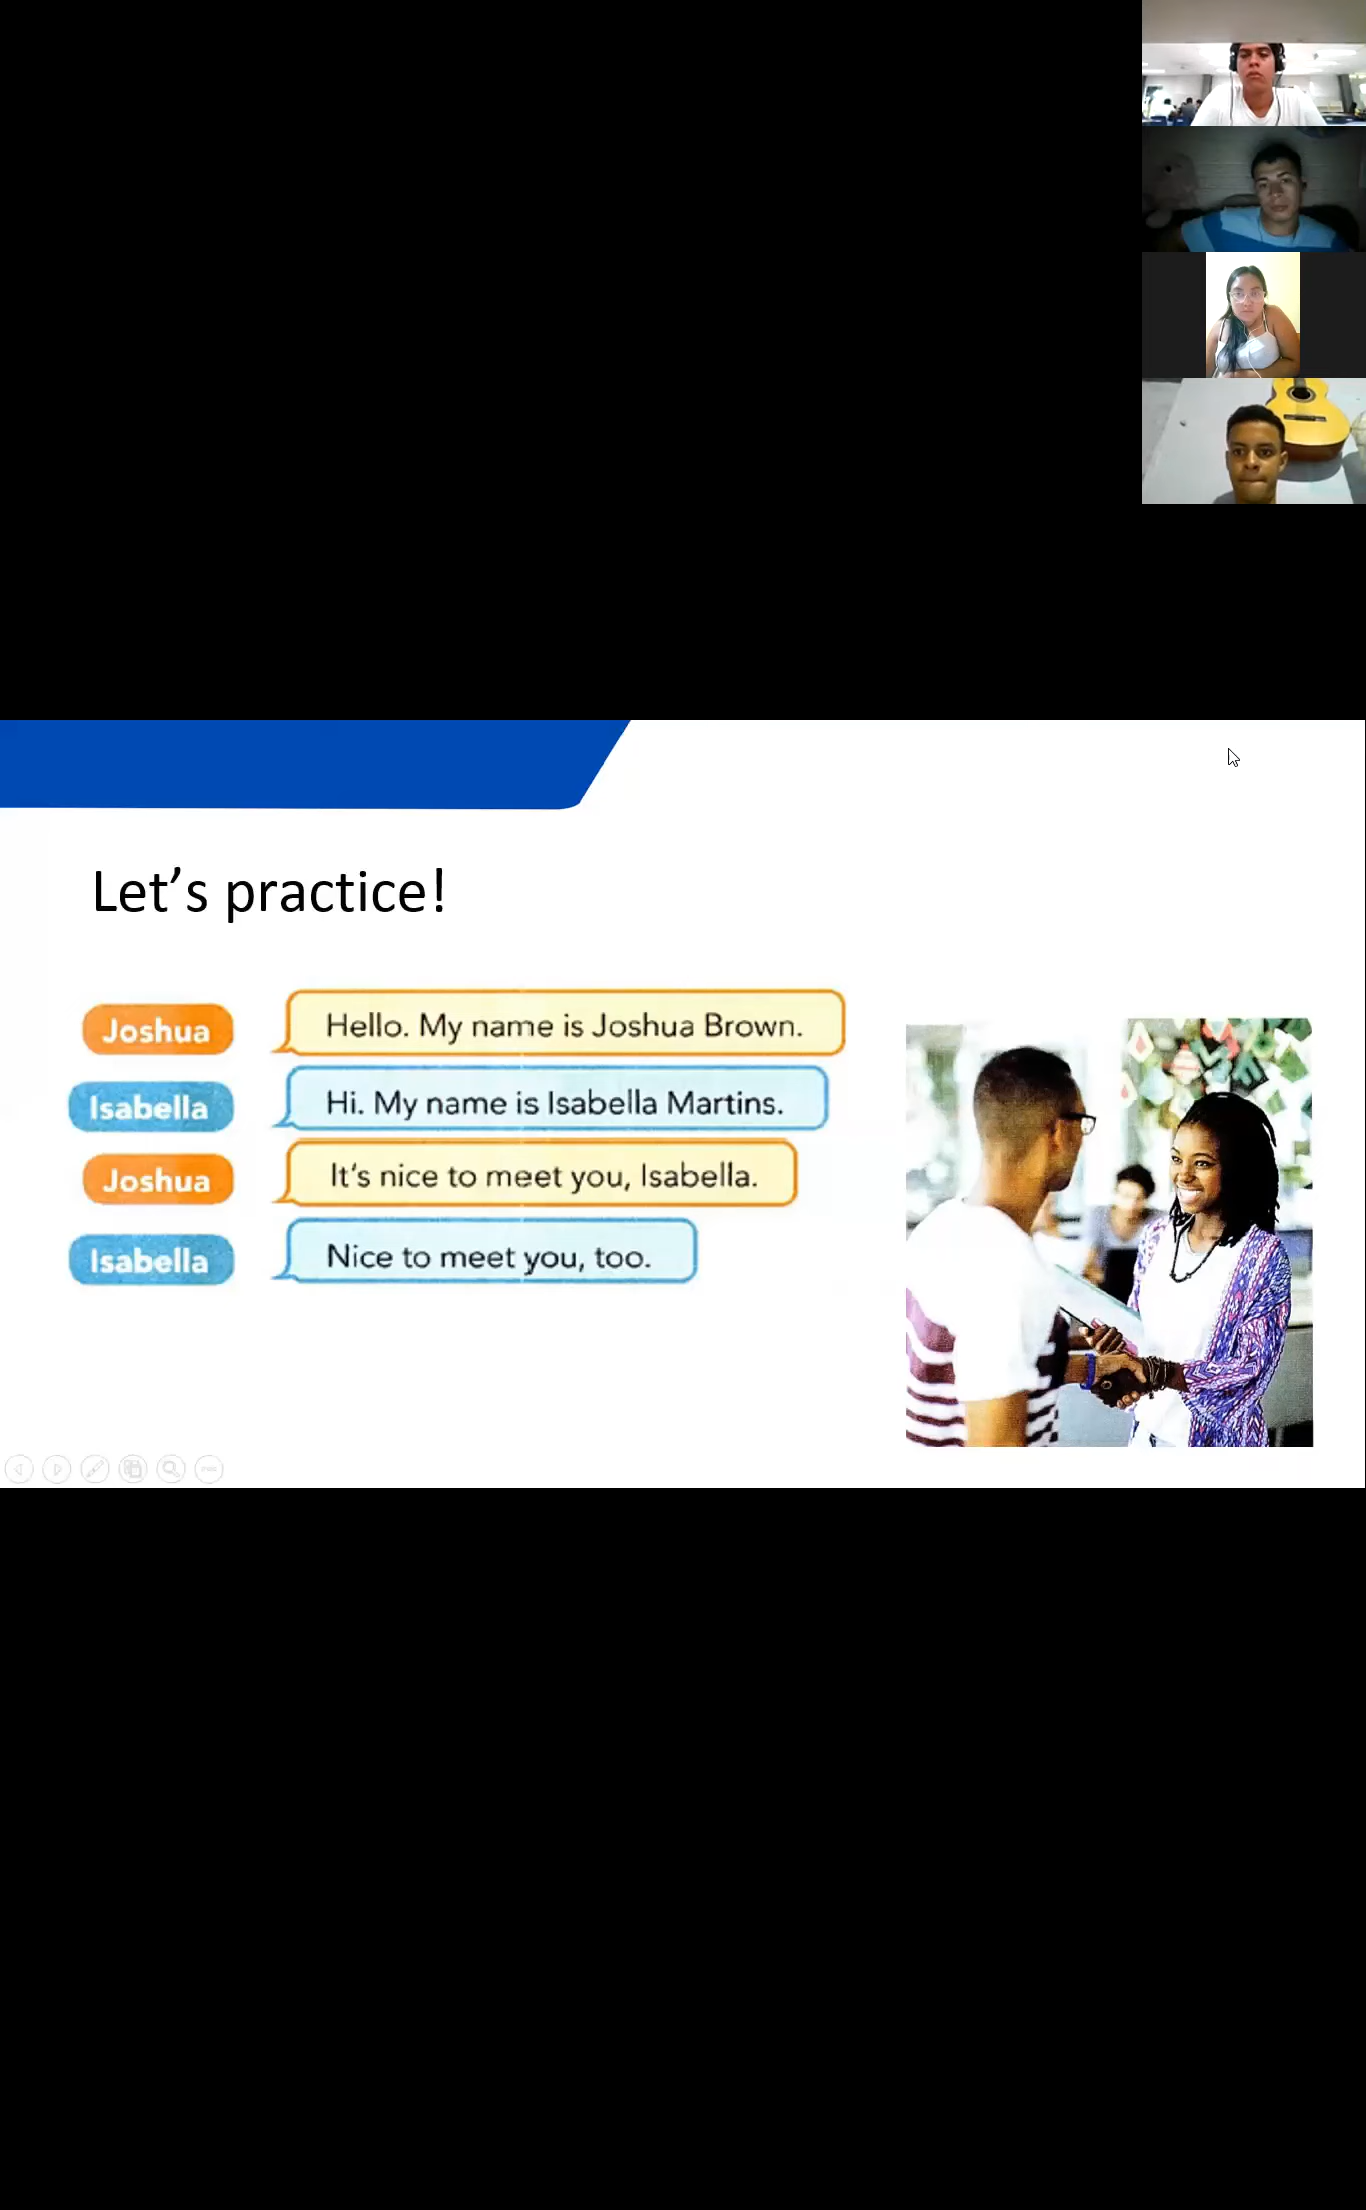 Let’s practice!
Joshua Hello. My name is Joshua Brown.
Isabella Hi. My name is Isabella Martins.
Joshua It's nice to meet you, Isabella.
Isabella Nice to meet you, too.